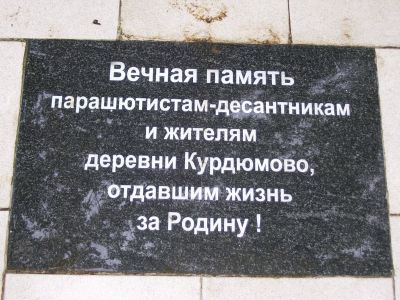 Вечная память
парашютистам-десантникам
и жителям
деревни Курдюмово,
отдавшим жизнь
за Родину !